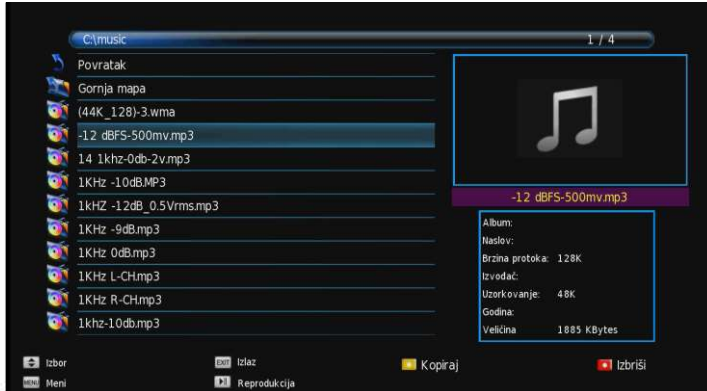 C:\music 1 / 4
Povratak
Gornja mapa
(44K_128)-3.wma
-12 dBFS-500mv.mp3
14 1khz-0db-2v.mp3
1KHz -10dB.MP3
1kHZ -12dB_0.5Vrms.mp3
1KHz -9dB.mp3
1KHz 0dB.mp3
1KHz L-CH.mp3
1KHz R-CH.mp3
1khz-10db.mp3
-12 dBFS-500mv.mp3
Album:
Naslov:
Brzina protoka: 128K
Izvodač:
Uzorkovanje: 48K
Godina:
Veličina 1885 KBytes
Izbor
EXIT Izlaz
Kopiraj
Izbriši
MENU Meni
Reprodukcija